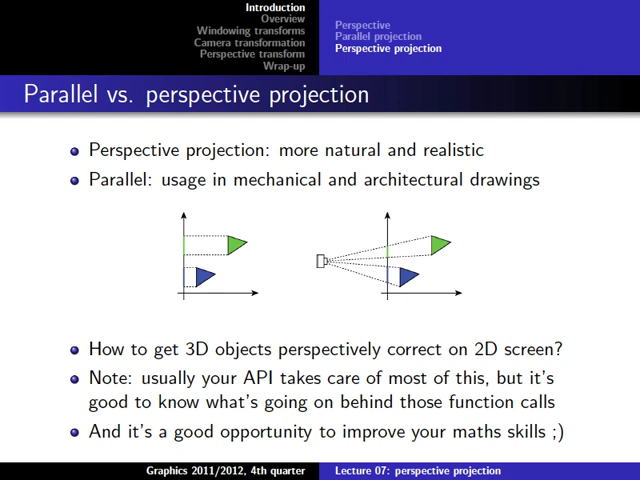 Introduction
Overview
Windowing transforms
Camera transformation
Perspective transform
Wrap-up
Perspective
Parallel projection
Perspective projection
Parallel vs. perspective projection
Perspective projection: more natural and realistic
Parallel: usage in mechanical and architectural drawings
How to get 3D objects perspectively correct on 2D screen?
Note: usually your API takes care of most of this, but it's
good to know what's going on behind those function calls
And it's a good opportunity to improve your maths skills ;)
Graphics 2011/2012, 4th quarter
Lecture 07: perspective projection